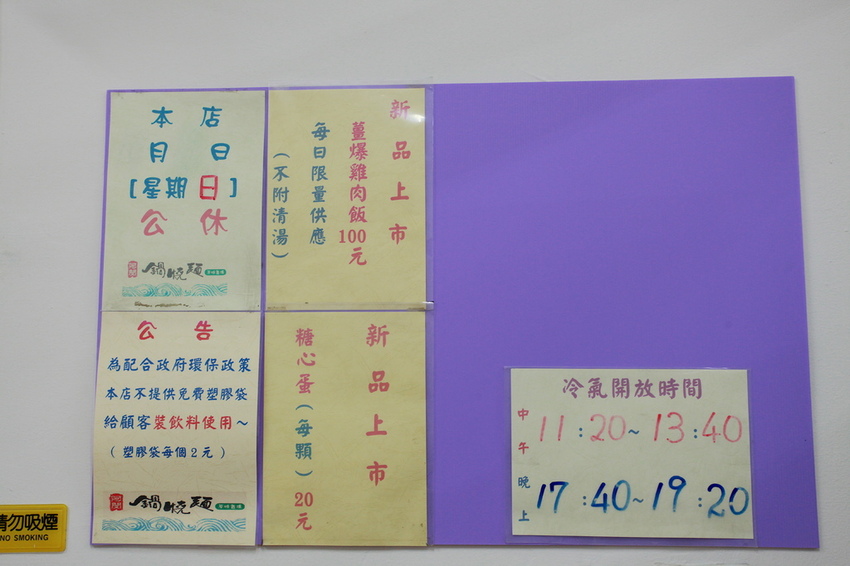 本店
月 日
[星期日]
公休
鍋燒麵
新品上市
薑爆雞肉飯100元
每日限量供應
(不附清湯)
公告
為配合政府環保政策
本店不提供免費塑膠袋
給顧客裝飲料使用~
(塑膠袋每個2元)
鍋燒麵
新品上市
糖心蛋(每顆)20元
冷氣開放時間
中午 11:20~13:40
晚上 17:40~19:20
請勿吸煙
NO SMOKING